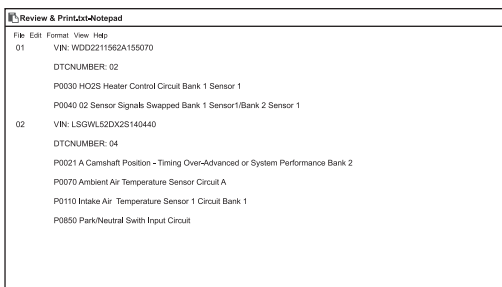 Review & Print.txt-Notepad
File Edit Format View Help
01 VIN: WDD2211562A155070
DTCNUMBER: 02
P0030 HO2S Heater Control Circuit Bank 1 Sensor 1
P0040 02 Sensor Signals Swapped Bank 1 Sensor1/Bank 2 Sensor 1
02 VIN: LSGWL52DX2S140440
DTCNUMBER: 04
P0021 A Camshaft Position - Timing Over-Advanced or System Performance Bank 2
P0070 Ambient Air Temperature Sensor Circuit A
P0110 Intake Air Temperature Sensor 1 Circuit Bank 1
P0850 Park/Neutral Swith Input Circuit